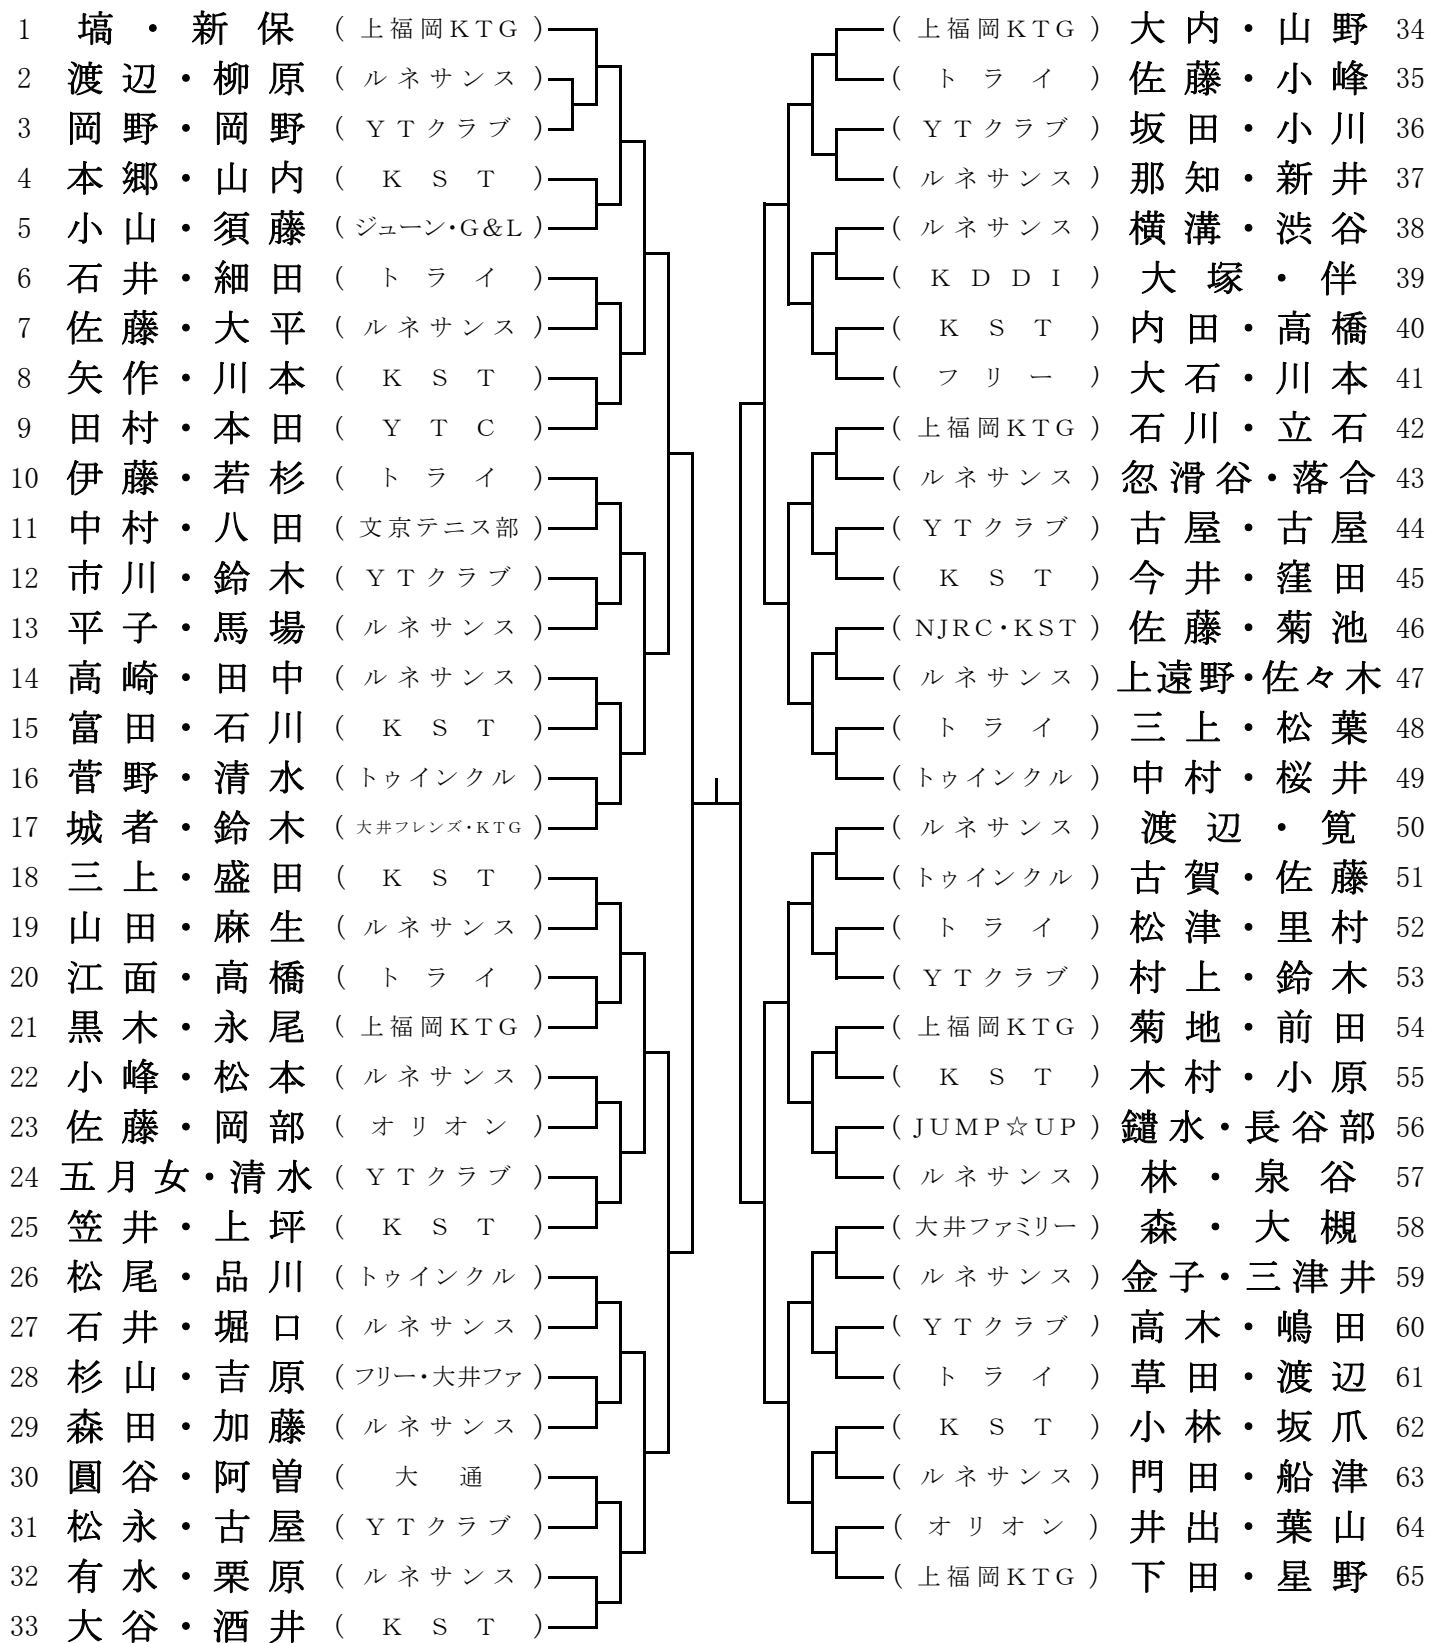 1 塙・新保 (上福岡KTG)
2 渡辺・柳原 (ルネサンス)
3 岡野・岡野 (YTクラブ)
4 本郷・山内 (KST)
5 小山・須藤 (ジューン・G&L)
6 石井・細田 (トライ)
7 佐藤・大平 (ルネサンス)
8 矢作・川本 (KST)
9 田村・本田 (YTC)
10 伊藤・若杉 (トライ)
11 中村・八田 (文京テニス部)
12 市川・鈴木 (YTクラブ)
13 平子・馬場 (ルネサンス)
14 高崎・田中 (ルネサンス)
15 富田・石川 (KST)
16 菅野・清水 (トゥインクル)
17 城者・鈴木 (大井フレンズ・KTG)
18 三上・盛田 (KST)
19 山田・麻生 (ルネサンス)
20 江面・高橋 (トライ)
21 黒木・永尾 (上福岡KTG)
22 小峰・松本 (ルネサンス)
23 佐藤・岡部 (オリオン)
24 五月女・清水 (YTクラブ)
25 笠井・上坪 (KST)
26 松尾・品川 (トゥインクル)
27 石井・堀口 (ルネサンス)
28 杉山・吉原 (フリー・大井ファ)
29 森田・加藤 (ルネサンス)
30 圓谷・阿曽 (大通)
31 松永・古屋 (YTクラブ)
32 有水・栗原 (ルネサンス)
33 大谷・酒井 (KST)
(上福岡KTG) 大内・山野 34
(トライ) 佐藤・小峰 35
(YTクラブ) 坂田・小川 36
(ルネサンス) 那知・新井 37
(ルネサンス) 横溝・渋谷 38
(KDDI) 大塚・伴 39
(KST) 内田・高橋 40
(フリー) 大石・川本 41
(上福岡KTG) 石川・立石 42
(ルネサンス) 忽滑谷・落合 43
(YTクラブ) 古屋・古屋 44
(KST) 今井・窪田 45
(NJRC・KST) 佐藤・菊池 46
(ルネサンス) 上遠野・佐々木 47
(トライ) 三上・松葉 48
(トゥインクル) 中村・桜井 49
(ルネサンス) 渡辺・筧 50
(トゥインクル) 古賀・佐藤 51
(トライ) 松津・里村 52
(YTクラブ) 村上・鈴木 53
(上福岡KTG) 菊地・前田 54
(KST) 木村・小原 55
(JUMP☆UP) 鑓水・長谷部 56
(ルネサンス) 林・泉谷 57
(大井ファミリー) 森・大槻 58
(ルネサンス) 金子・三津井 59
(YTクラブ) 高木・嶋田 60
(トライ) 草田・渡辺 61
(KST) 小林・坂爪 62
(ルネサンス) 門田・船津 63
(オリオン) 井出・葉山 64
(上福岡KTG) 下田・星野 65